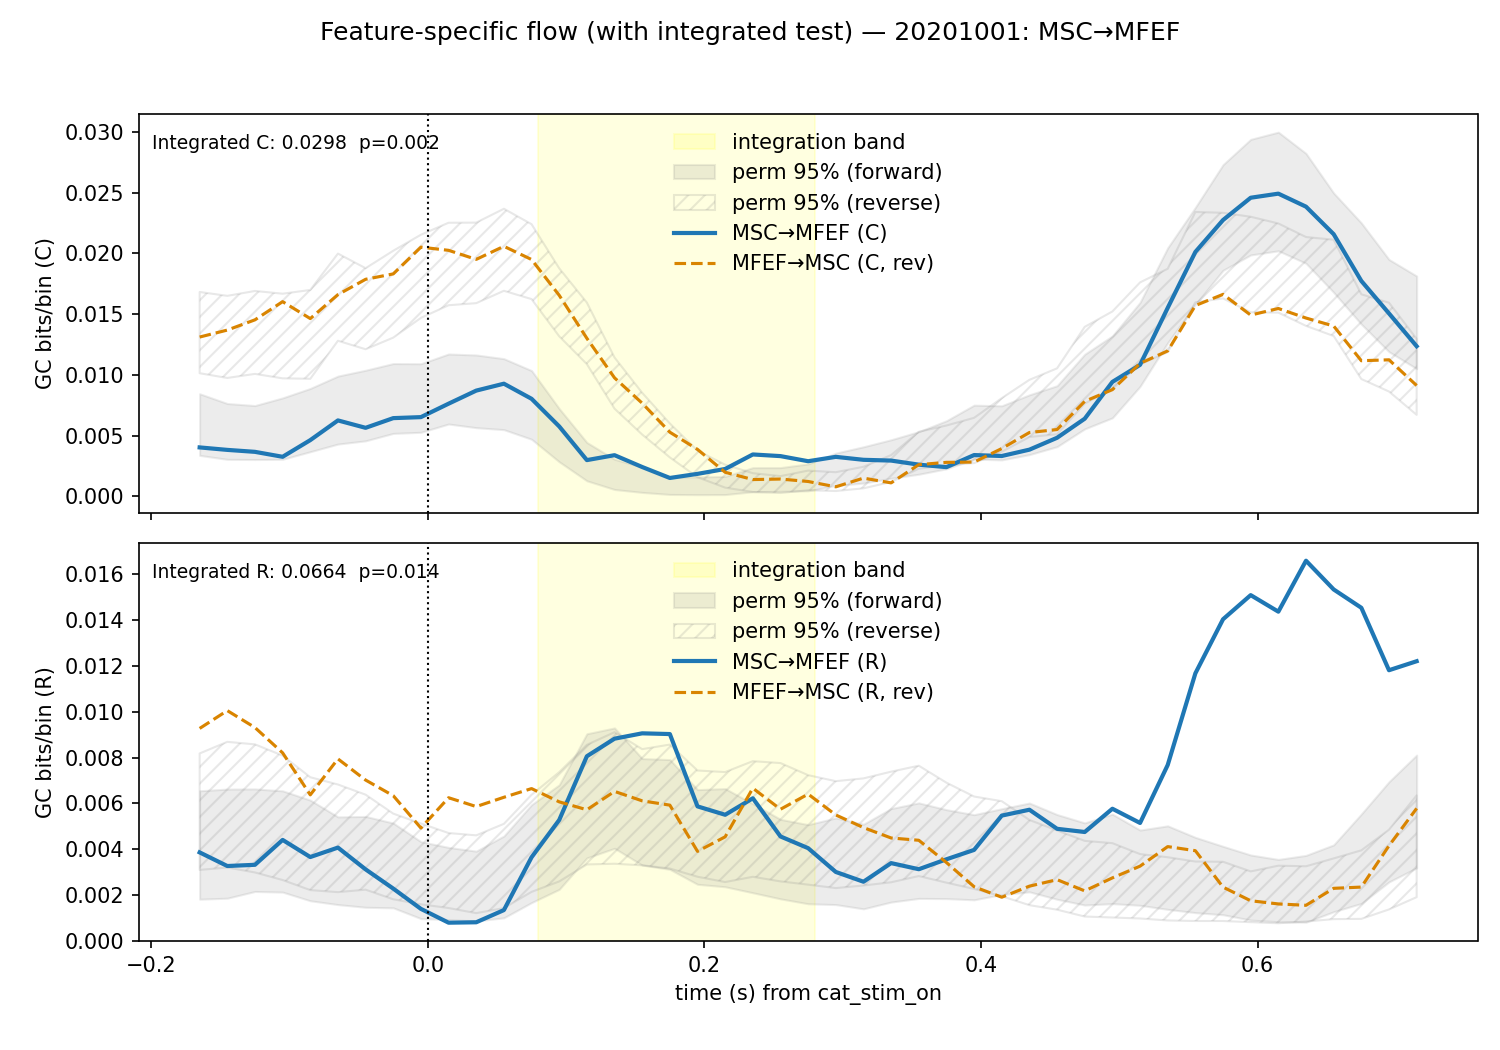 Feature-specific flow (with integrated test) — 20201001: MSC→MFEF
Integrated C: 0.0298  p=0.002
integration band
perm 95% (forward)
perm 95% (reverse)
MSC→MFEF (C)
MFEF→MSC (C, rev)
GC bits/bin (C)
0.030
0.025
0.020
0.015
0.010
0.005
0.000
Integrated R: 0.0664  p=0.014
integration band
perm 95% (forward)
perm 95% (reverse)
MSC→MFEF (R)
MFEF→MSC (R, rev)
GC bits/bin (R)
0.016
0.014
0.012
0.010
0.008
0.006
0.004
0.002
0.000
−0.2 0.0 0.2 0.4 0.6
time (s) from cat_stim_on